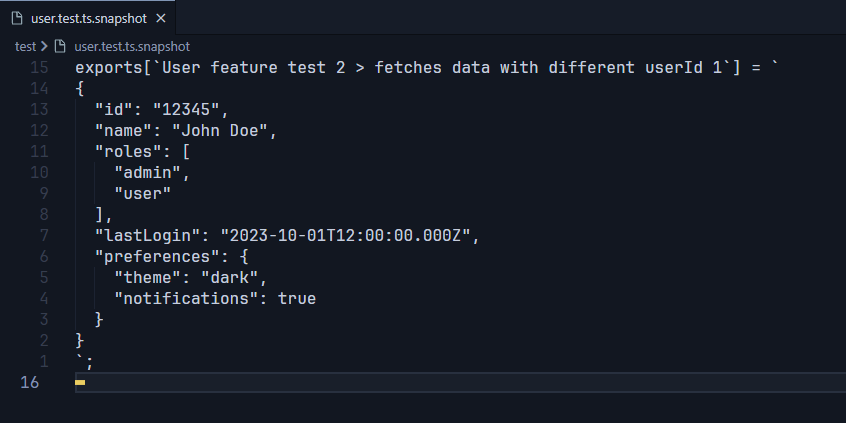 user.test.ts.snapshot ×
test > user.test.ts.snapshot
15 exports[`User feature test 2 > fetches data with different userId 1`] = `
14 {
13   "id": "12345",
12   "name": "John Doe",
11   "roles": [
10     "admin",
9     "user"
8   ],
7   "lastLogin": "2023-10-01T12:00:00.000Z",
6   "preferences": {
5     "theme": "dark",
4     "notifications": true
3   }
2 }
1 `;
16